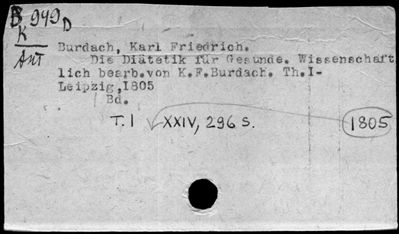 B 949 D
K
Ant
Burdach, Karl Friedrich.
Die Diätetik für Gesunde. Wissenschaft
lich bearb.von K.F.Burdach. Th.I-
Leipzig,1805
Bd.
T.I XXIV, 296 S. 1805